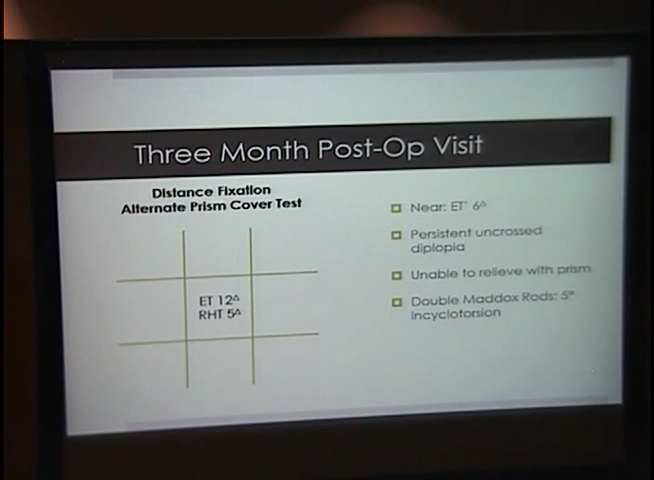 Three Month Post-Op Visit
Distance Fixation
Alternate Prism Cover Test
ET 12△
RHT 5△
Near: ET' 6△
Persistent uncrossed
diplopia
Unable to relieve with prism
Double Maddox Rods: 5°
Incyclotorsion